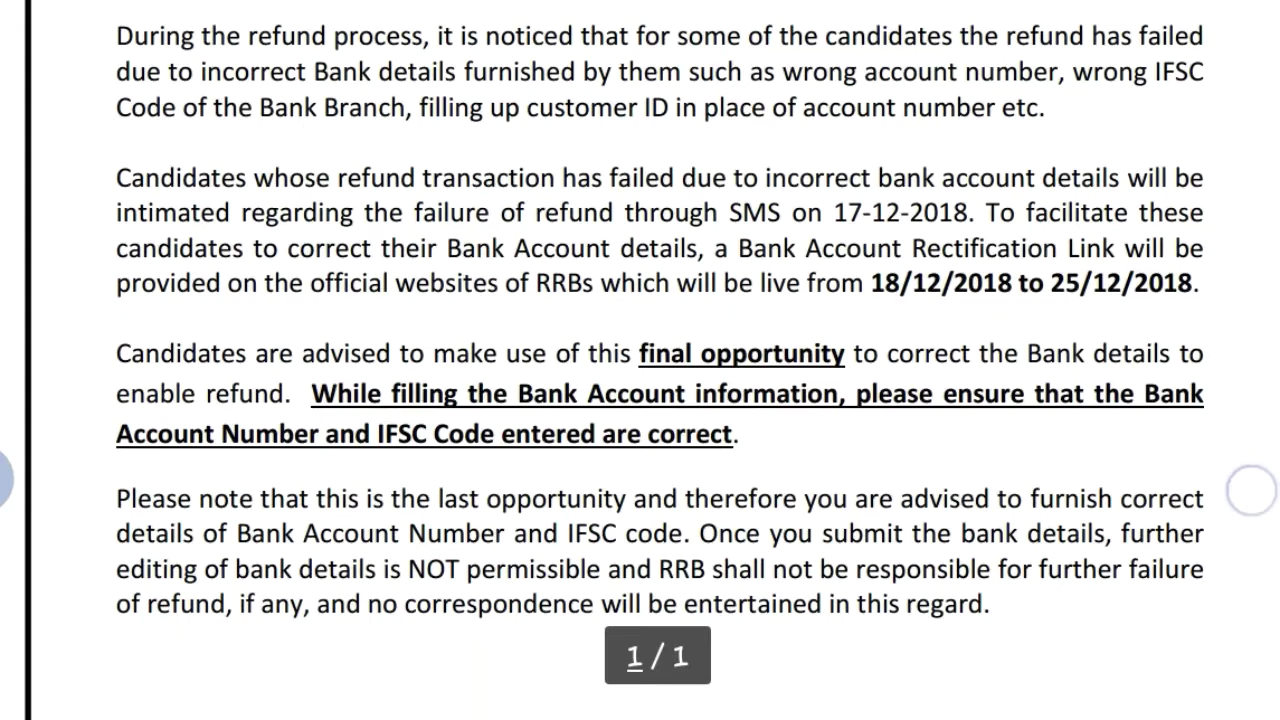 During the refund process, it is noticed that for some of the candidates the refund has failed
due to incorrect Bank details furnished by them such as wrong account number, wrong IFSC
Code of the Bank Branch, filling up customer ID in place of account number etc.
Candidates whose refund transaction has failed due to incorrect bank account details will be
intimated regarding the failure of refund through SMS on 17-12-2018. To facilitate these
candidates to correct their Bank Account details, a Bank Account Rectification Link will be
provided on the official websites of RRBs which will be live from 18/12/2018 to 25/12/2018.
Candidates are advised to make use of this final opportunity to correct the Bank details to
enable refund. While filling the Bank Account information, please ensure that the Bank
Account Number and IFSC Code entered are correct.
Please note that this is the last opportunity and therefore you are advised to furnish correct
details of Bank Account Number and IFSC code. Once you submit the bank details, further
editing of bank details is NOT permissible and RRB shall not be responsible for further failure
of refund, if any, and no correspondence will be entertained in this regard.
1 / 1